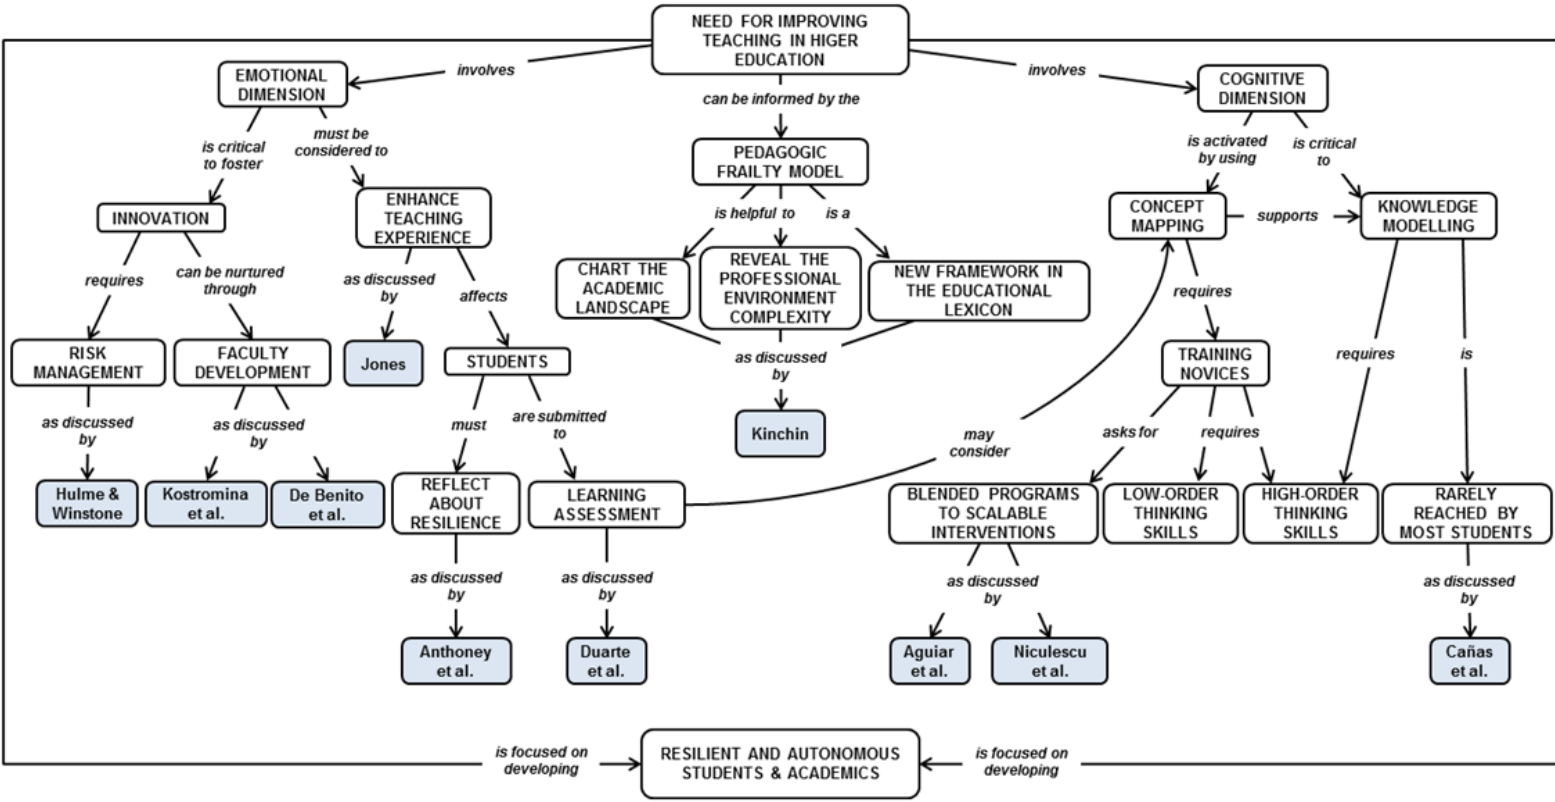 NEED FOR IMPROVING
TEACHING IN HIGER
EDUCATION
involves
involves
EMOTIONAL
DIMENSION
can be informed by the
COGNITIVE
DIMENSION
is critical
to foster
must be
considered to
PEDAGOGIC
FRAILTY MODEL
is activated
by using
is critical
to
INNOVATION
ENHANCE
TEACHING
EXPERIENCE
is helpful to
is a
CONCEPT
MAPPING
supports
KNOWLEDGE
MODELLING
requires
can be nurtured
through
as discussed
by
affects
CHART THE
ACADEMIC
LANDSCAPE
REVEAL THE
PROFESSIONAL
ENVIRONMENT
COMPLEXITY
NEW FRAMEWORK IN
THE EDUCATIONAL
LEXICON
requires
RISK
MANAGEMENT
FACULTY
DEVELOPMENT
Jones
STUDENTS
as discussed
by
TRAINING
NOVICES
requires
is
as discussed
by
as discussed
by
must
are submitted
to
Kinchin
may
consider
asks for
requires
Hulme &
Winstone
Kostromina
et al.
De Benito
et al.
REFLECT
ABOUT
RESILIENCE
LEARNING
ASSESSMENT
BLENDED PROGRAMS
TO SCALABLE
INTERVENTIONS
LOW-ORDER
THINKING
SKILLS
HIGH-ORDER
THINKING
SKILLS
RARELY
REACHED BY
MOST STUDENTS
as discussed
by
as discussed
by
as discussed
by
as discussed
by
Anthoney
et al.
Duarte
et al.
Aguiar
et al.
Niculescu
et al.
Cañas
et al.
is focused on
developing
RESILIENT AND AUTONOMOUS
STUDENTS & ACADEMICS
is focused on
developing